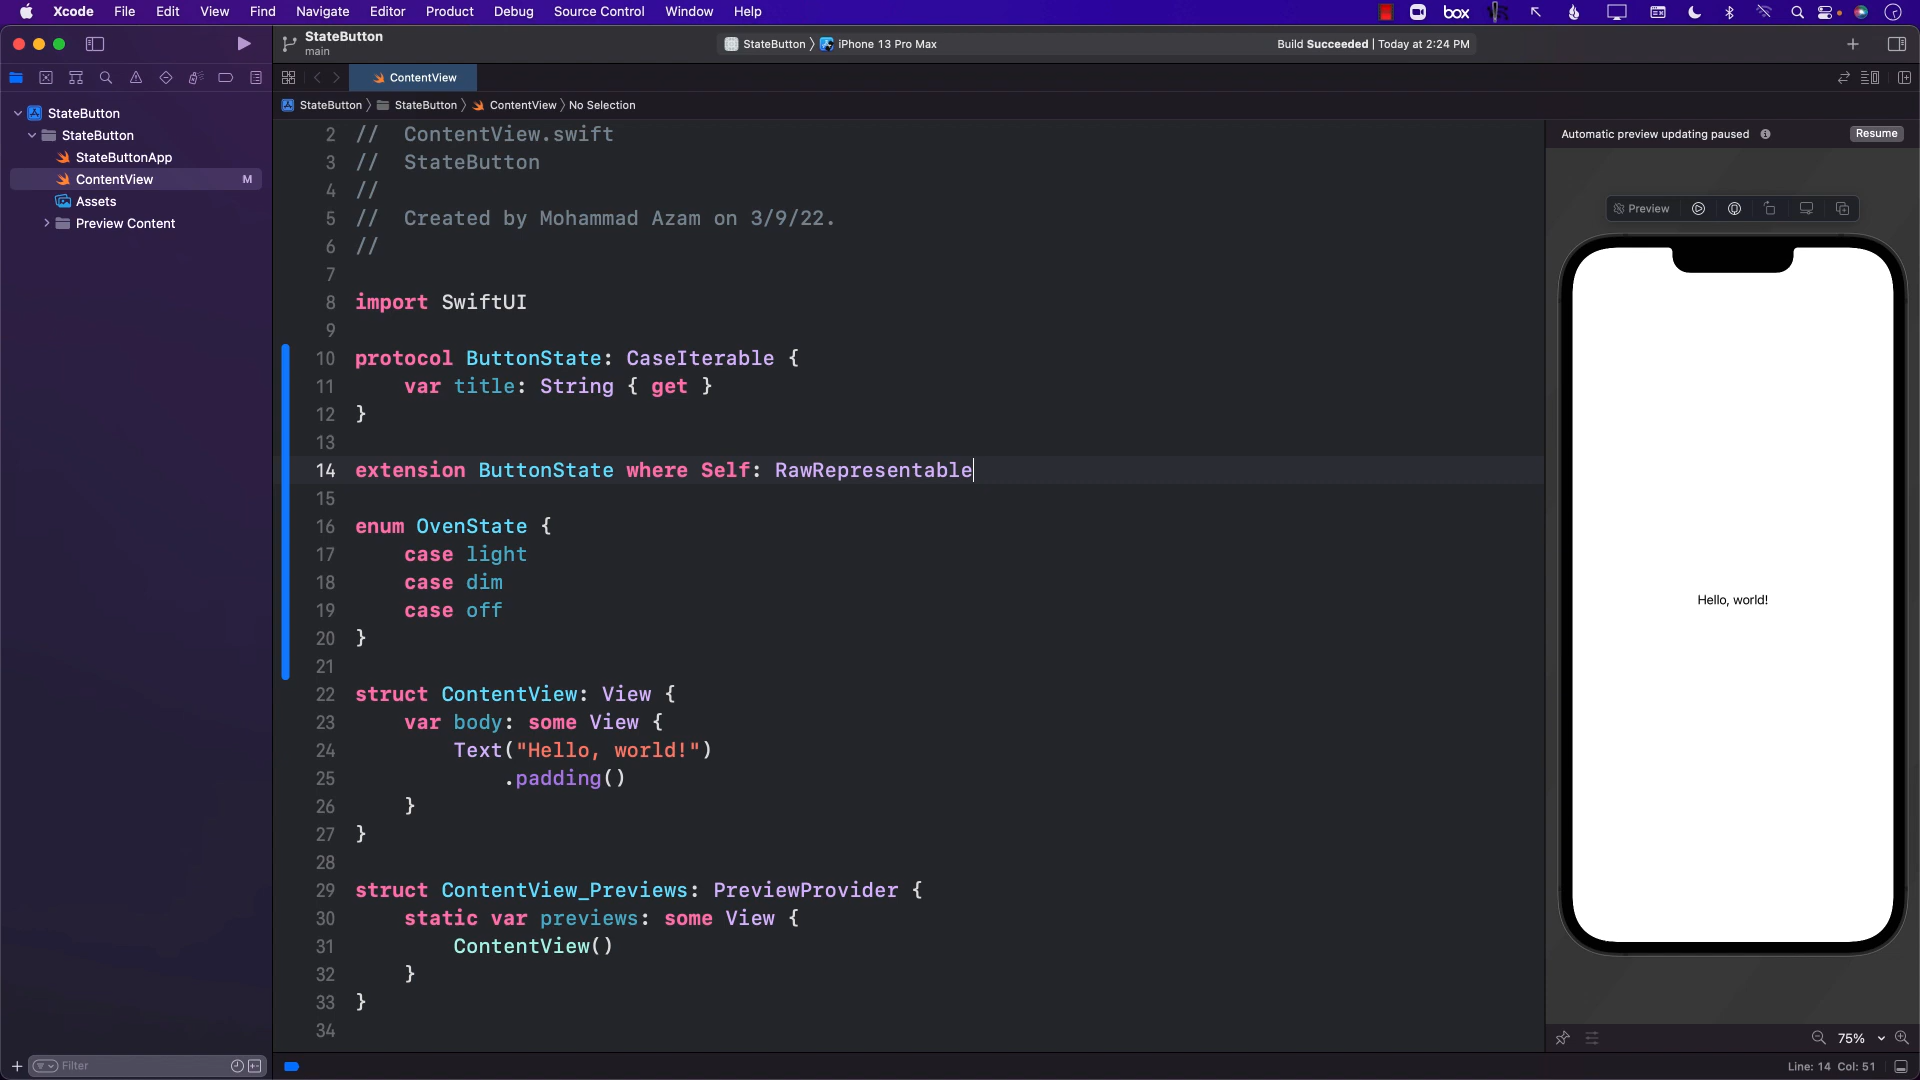 Xcode File Edit View Find Navigate Editor Product Debug Source Control Window Help box
StateButton
main
StateButton 〉 iPhone 13 Pro Max
Build Succeeded | Today at 2:24 PM
ContentView
StateButton 〉 StateButton 〉 ContentView 〉 No Selection
StateButton
StateButton
StateButtonApp
ContentView M
Assets
Preview Content
2 //  ContentView.swift
3 //  StateButton
4 //
5 //  Created by Mohammad Azam on 3/9/22.
6 //
7
8 import SwiftUI
9
10 protocol ButtonState: CaseIterable {
11     var title: String { get }
12 }
13
14 extension ButtonState where Self: RawRepresentable
15
16 enum OvenState {
17     case light
18     case dim
19     case off
20 }
21
22 struct ContentView: View {
23     var body: some View {
24         Text("Hello, world!")
25             .padding()
26     }
27 }
28
29 struct ContentView_Previews: PreviewProvider {
30     static var previews: some View {
31         ContentView()
32     }
33 }
34
Automatic preview updating paused
Resume
Preview
Hello, world!
75%
Filter
Line: 14 Col: 51